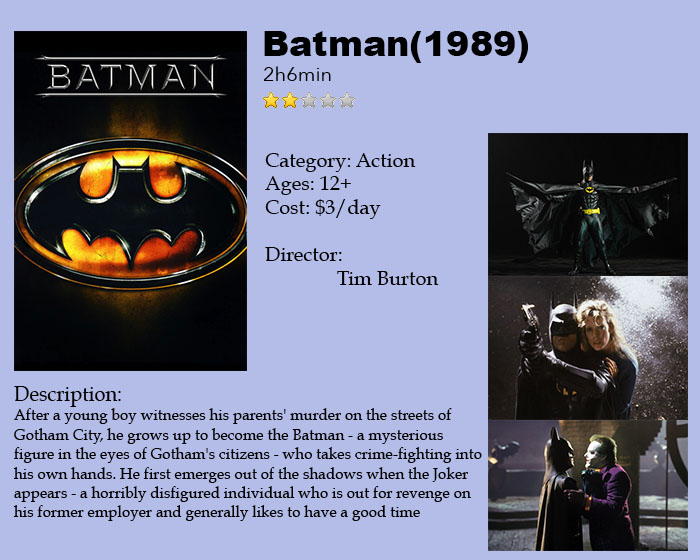 BATMAN
Batman(1989)
2h6min
Category: Action
Ages: 12+
Cost: $3/day
Director:
Tim Burton
Description:
After a young boy witnesses his parents' murder on the streets of
Gotham City, he grows up to become the Batman - a mysterious
figure in the eyes of Gotham's citizens - who takes crime-fighting into
his own hands. He first emerges out of the shadows when the Joker
appears - a horribly disfigured individual who is out for revenge on
his former employer and generally likes to have a good time